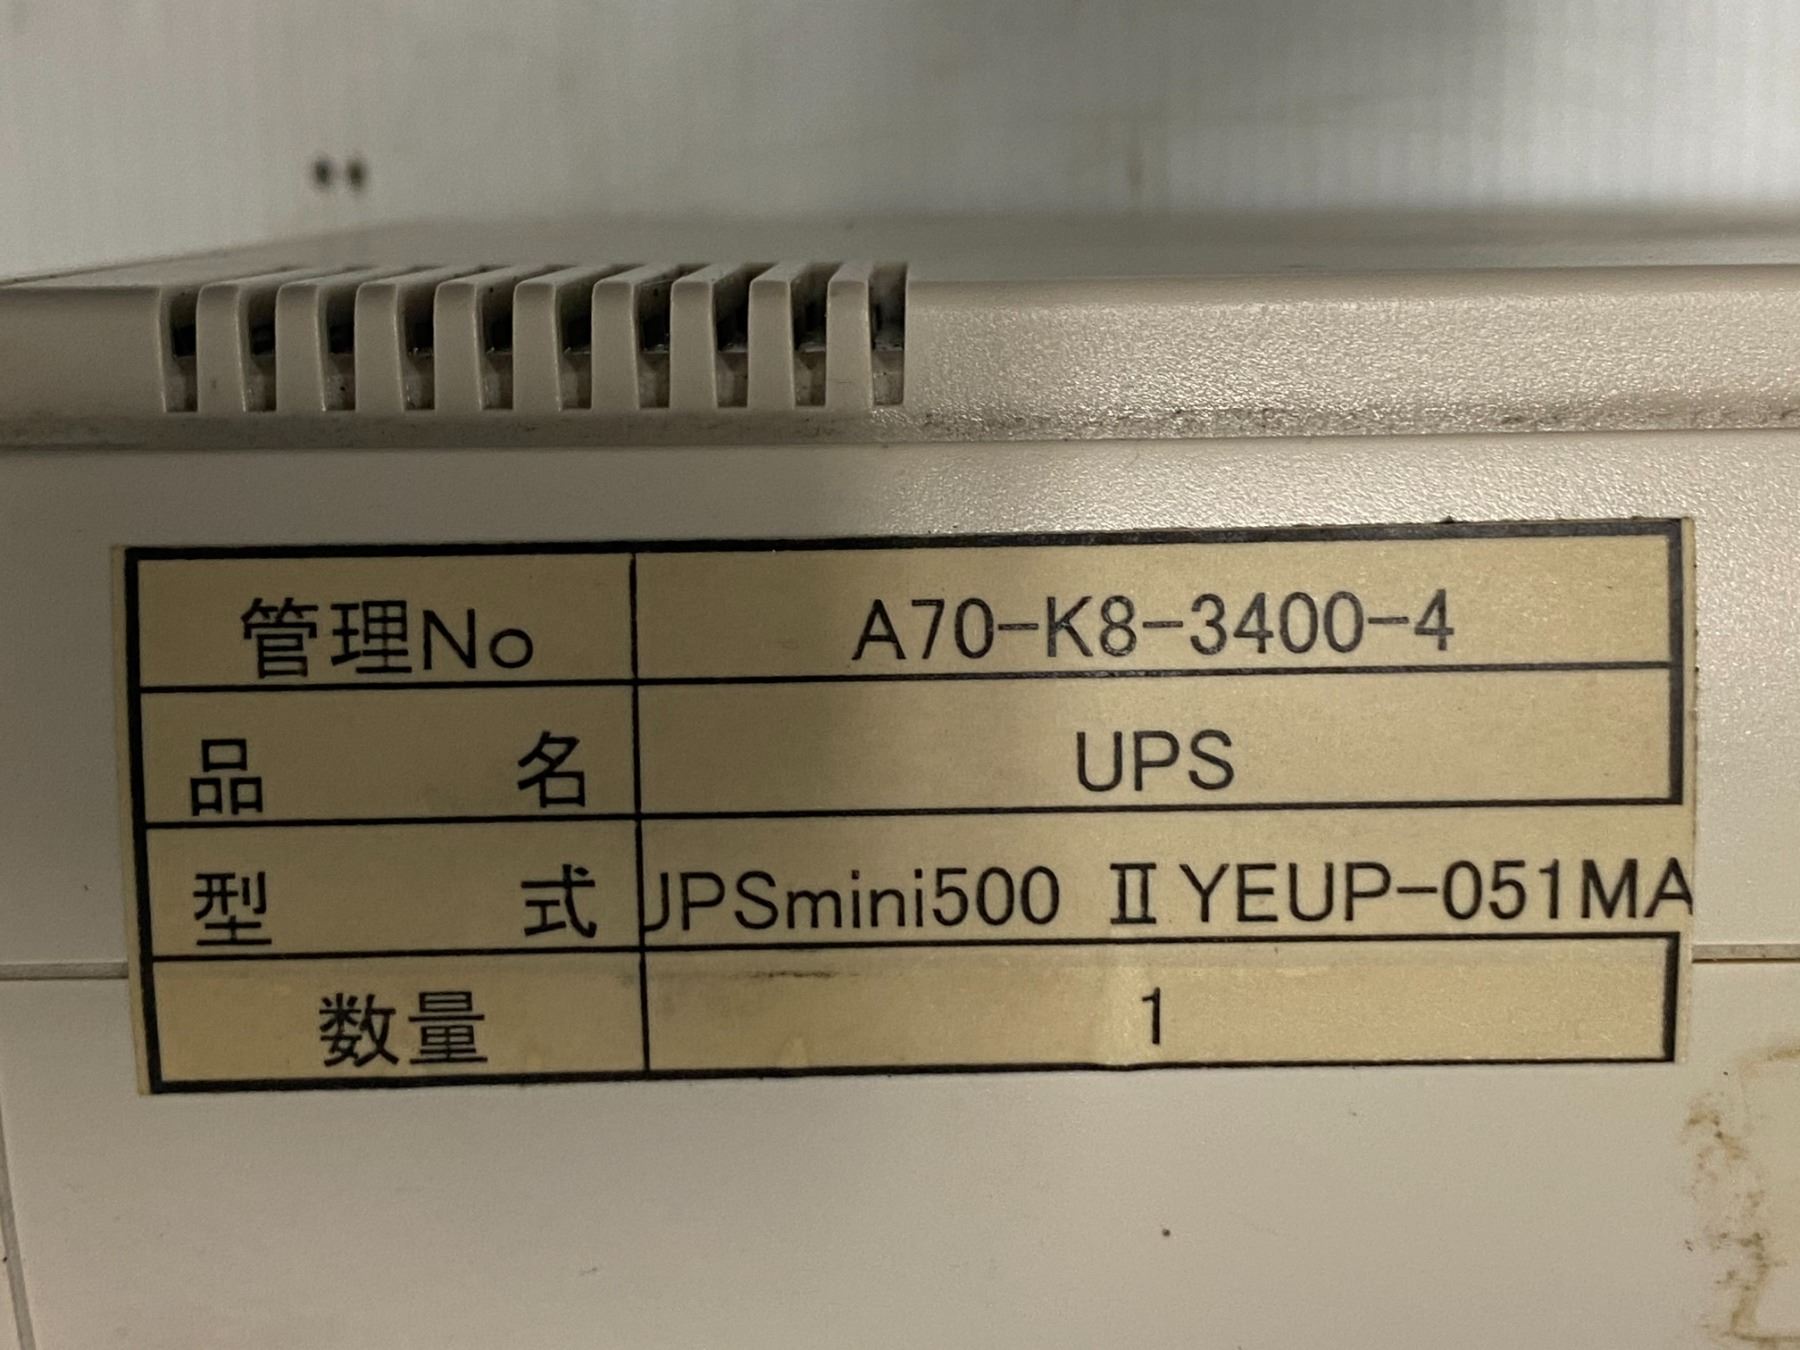 管理No A70-K8-3400-4
品名 UPS
型式 UPSmini500 Ⅱ YEUP-051MA
数量 1